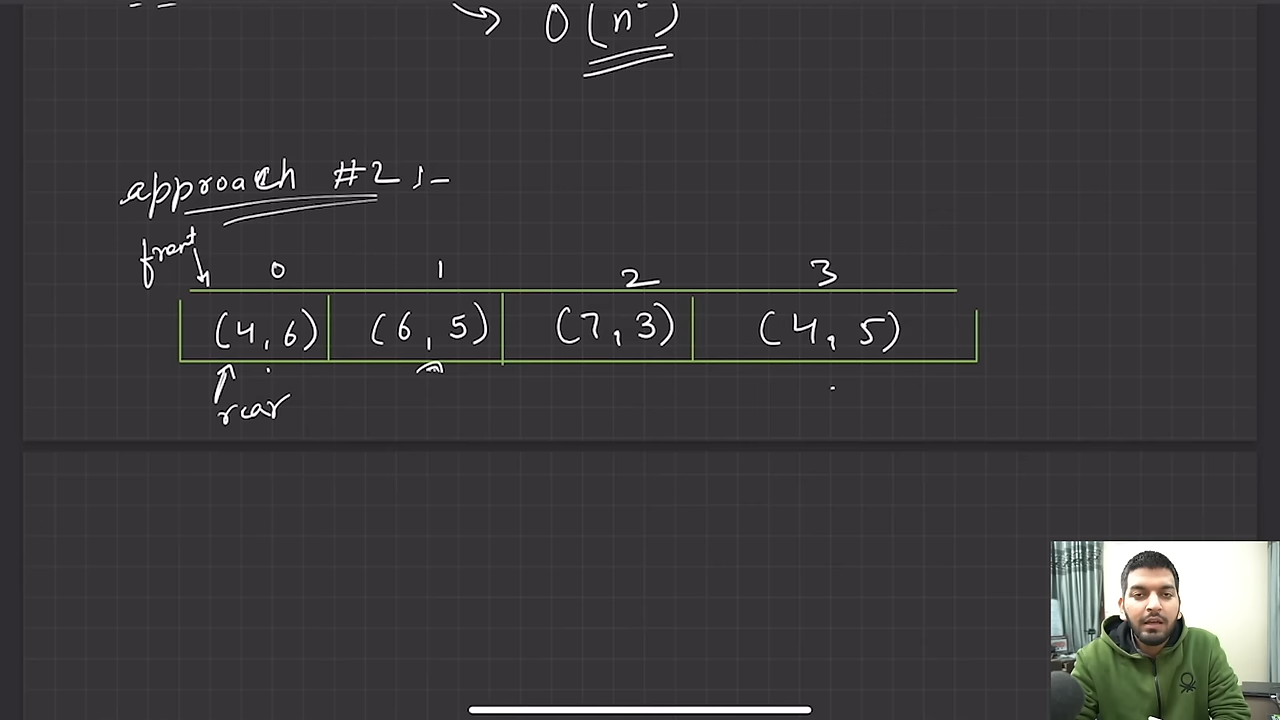 O(n²)
approach #2 :-
front
0 1 2 3
(4,6) (6,5) (7,3) (4,5)
rear